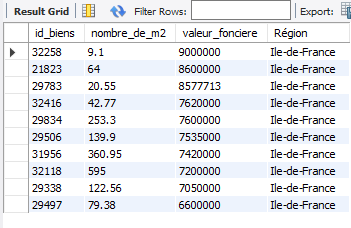 Result Grid Filter Rows: Export:
id_biens nombre_de_m2 valeur_fonciere Région
32258 9.1 9000000 Ile-de-France
21823 64 8600000 Ile-de-France
29783 20.55 8577713 Ile-de-France
32416 42.77 7620000 Ile-de-France
29834 253.3 7600000 Ile-de-France
29506 139.9 7535000 Ile-de-France
31956 360.95 7420000 Ile-de-France
32118 595 7200000 Ile-de-France
29338 122.56 7050000 Ile-de-France
29497 79.38 6600000 Ile-de-France